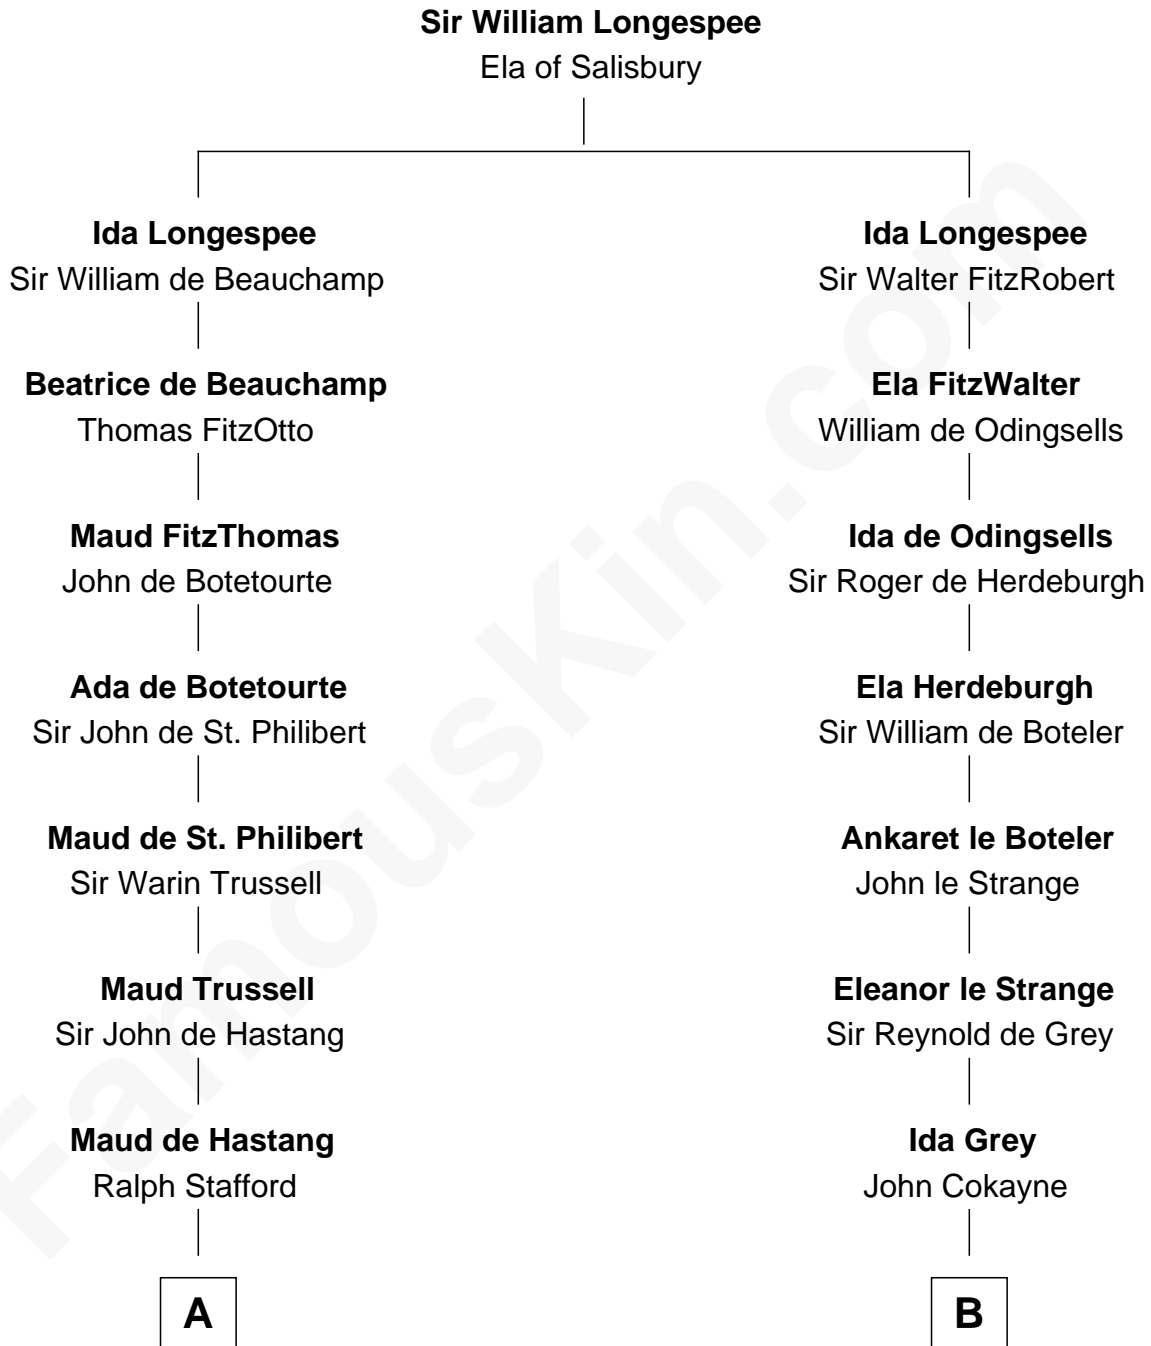 Sir William Longespee
Ela of Salisbury
Ida Longespee
Sir William de Beauchamp
Beatrice de Beauchamp
Thomas FitzOtto
Maud FitzThomas
John de Botetourte
Ada de Botetourte
Sir John de St. Philibert
Maud de St. Philibert
Sir Warin Trussell
Maud Trussell
Sir John de Hastang
Maud de Hastang
Ralph Stafford
A
Ida Longespee
Sir Walter FitzRobert
Ela FitzWalter
William de Odingsells
Ida de Odingsells
Sir Roger de Herdeburgh
Ela Herdeburgh
Sir William de Boteler
Ankaret le Boteler
John le Strange
Eleanor le Strange
Sir Reynold de Grey
Ida Grey
John Cokayne
B
FamousKin.com